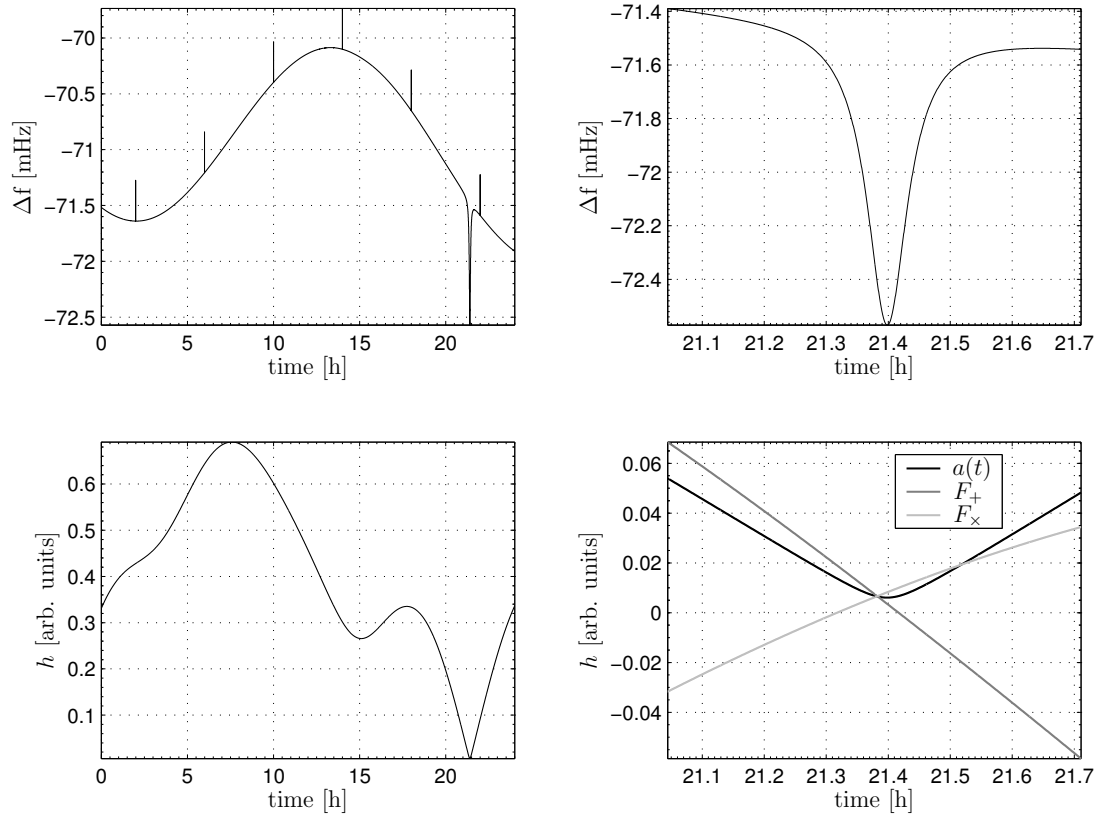 Δf [mHz]
−70
−70.5
−71
−71.5
−72
−72.5
0 5 10 15 20
time [h]
Δf [mHz]
−71.4
−71.6
−71.8
−72
−72.2
−72.4
21.1 21.2 21.3 21.4 21.5 21.6 21.7
time [h]
h [arb. units]
0.6
0.5
0.4
0.3
0.2
0.1
0 5 10 15 20
time [h]
h [arb. units]
0.06
0.04
0.02
0
−0.02
−0.04
a(t)
F₊
F×
21.1 21.2 21.3 21.4 21.5 21.6 21.7
time [h]